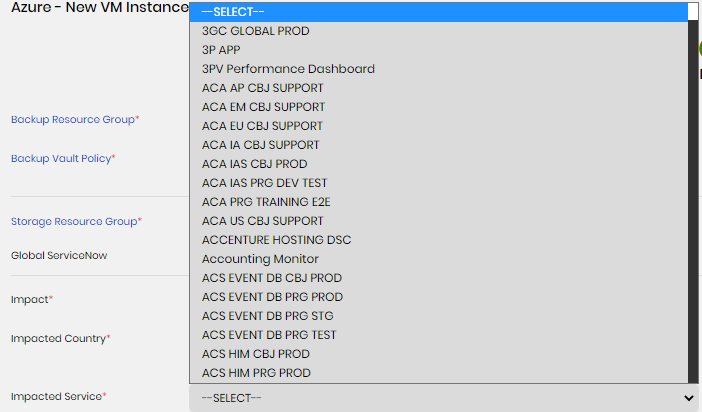 Azure - New VM Instance
--SELECT--
3GC GLOBAL PROD
3P APP
3PV Performance Dashboard
ACA AP CBJ SUPPORT
ACA EM CBJ SUPPORT
Backup Resource Group*
ACA EU CBJ SUPPORT
ACA IA CBJ SUPPORT
Backup Vault Policy*
ACA IAS CBJ PROD
ACA IAS PRG DEV TEST
ACA PRG TRAINING E2E
Storage Resource Group*
ACA US CBJ SUPPORT
ACCENTURE HOSTING DSC
Global ServiceNow
Accounting Monitor
ACS EVENT DB CBJ PROD
Impact*
ACS EVENT DB PRG PROD
ACS EVENT DB PRG STG
Impacted Country*
ACS EVENT DB PRG TEST
ACS HIM CBJ PROD
ACS HIM PRG PROD
Impacted Service*
--SELECT--